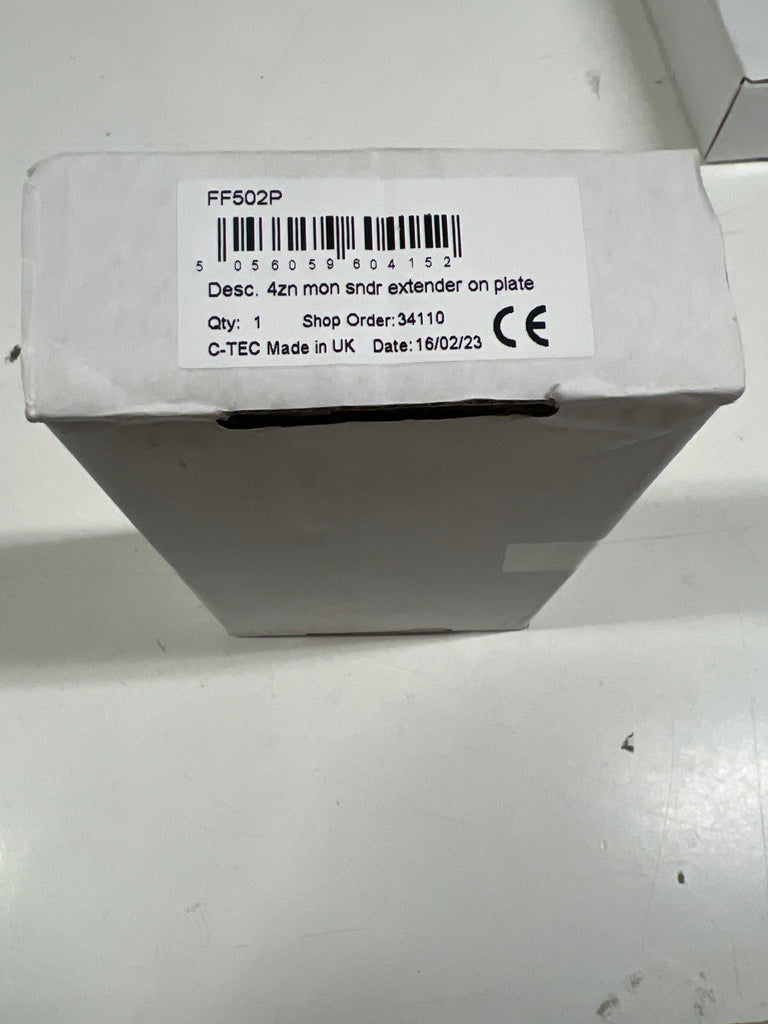 FF502P
5 056059 604152
Desc. 4zn mon sndr extender on plate
Qty: 1 Shop Order: 34110
C-TEC Made in UK Date: 16/02/23 CE